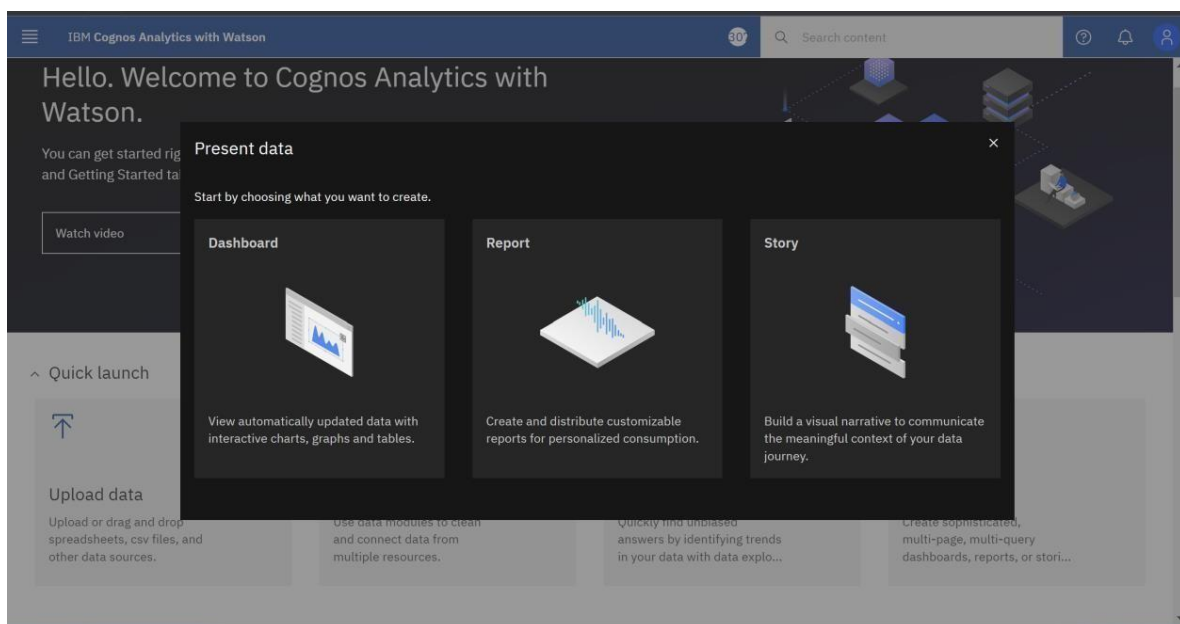 IBM Cognos Analytics with Watson
30
Search content
Hello. Welcome to Cognos Analytics with
Watson.
You can get started rig
and Getting Started ta
Watch video
Present data
Start by choosing what you want to create.
Dashboard
View automatically updated data with
interactive charts, graphs and tables.
Report
Create and distribute customizable
reports for personalized consumption.
Story
Build a visual narrative to communicate
the meaningful context of your data
journey.
Quick launch
Upload data
Upload or drag and drop
spreadsheets, csv files, and
other data sources.
Use data modules to clean
and connect data from
multiple resources.
Quickly find unbiased
answers by identifying trends
in your data with data explo...
Create sophisticated,
multi-page, multi-query
dashboards, reports, or stori...